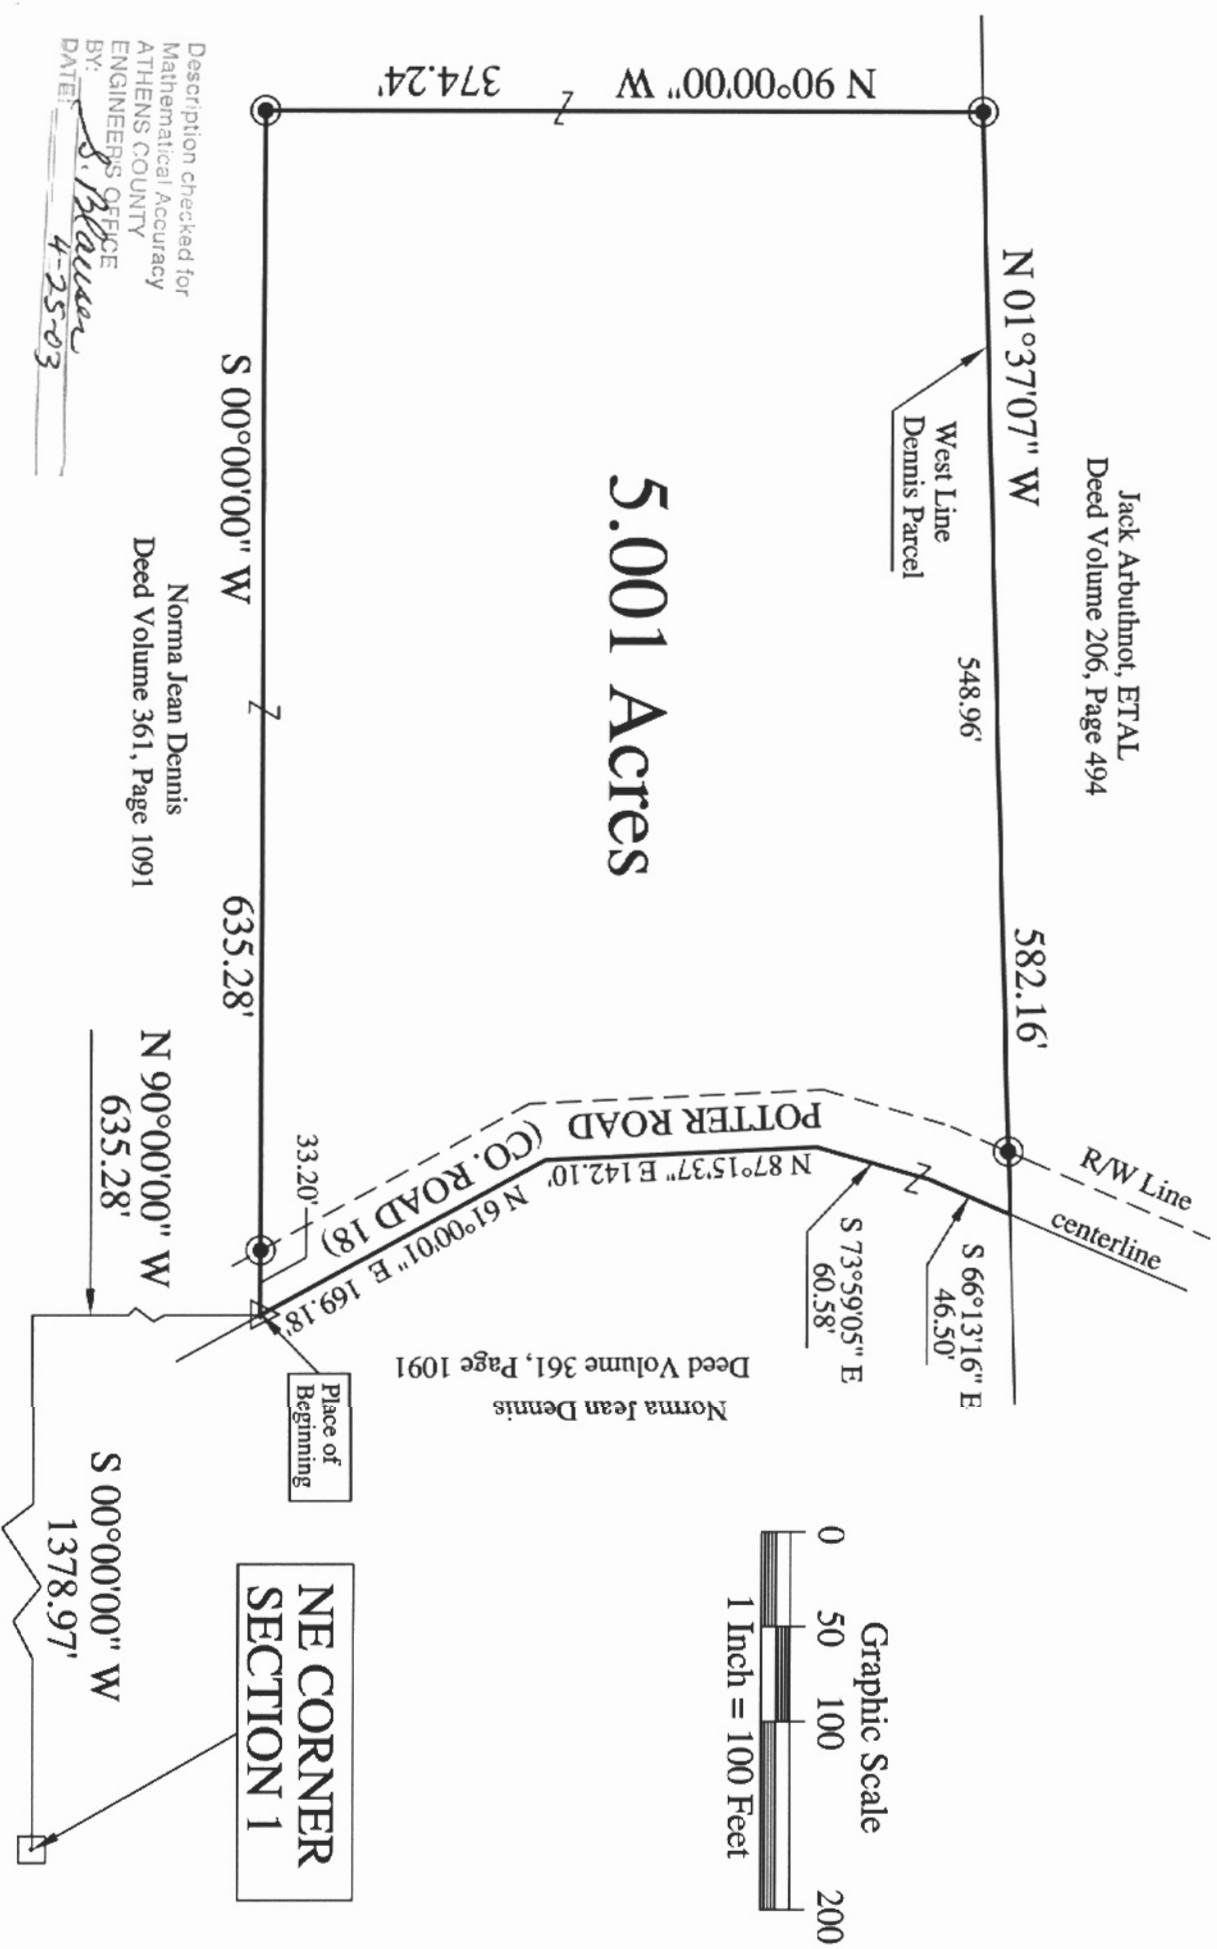 Jack Arbuthnot, ETAL
Deed Volume 206, Page 494
N 01°37'07" W
582.16'
548.96'
West Line
Dennis Parcel
R/W Line
centerline
N 90°00'00" W
374.24'
5.001 Acres
POTTER ROAD
(CO. ROAD 18)
S 66°13'16" E
46.50'
S 73°59'05" E
60.58'
N 87°15'37" E 142.10'
N 61°00'01" E 169.18'
Norma Jean Dennis
Deed Volume 361, Page 1091
33.20'
Place of
Beginning
S 00°00'00" W
635.28'
Norma Jean Dennis
Deed Volume 361, Page 1091
N 90°00'00" W
635.28'
S 00°00'00" W
1378.97'
NE CORNER
SECTION 1
Graphic Scale
0 50 100 200
1 Inch = 100 Feet
Description checked for
Mathematical Accuracy
ATHENS COUNTY
ENGINEER'S OFFICE
BY: S. Blauser
DATE: 4-25-03